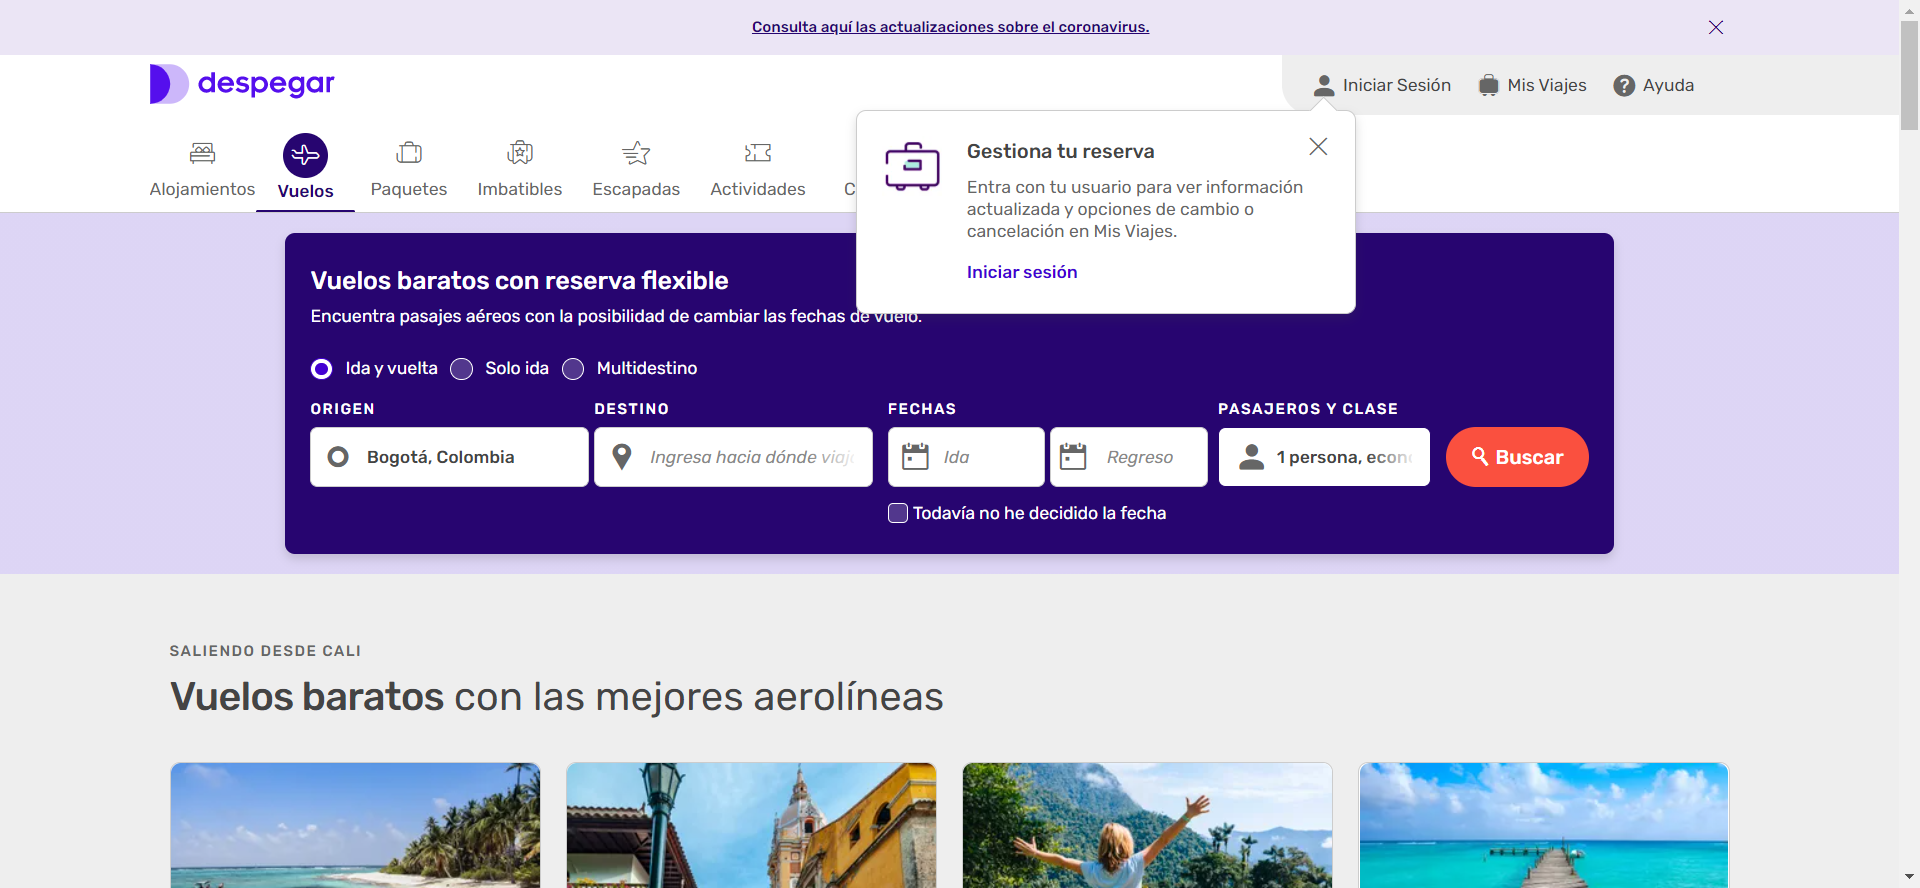 Consulta aquí las actualizaciones sobre el coronavirus.
despegar
Iniciar Sesión
Mis Viajes
? Ayuda
Alojamientos
Vuelos
Paquetes
Imbatibles
Escapadas
Actividades
C
Gestiona tu reserva
Entra con tu usuario para ver información
actualizada y opciones de cambio o
cancelación en Mis Viajes.
Iniciar sesión
Vuelos baratos con reserva flexible
Encuentra pasajes aéreos con la posibilidad de cambiar las fechas de vuelo.
Ida y vuelta
Solo ida
Multidestino
ORIGEN
DESTINO
FECHAS
PASAJEROS Y CLASE
Bogotá, Colombia
Ingresa hacia dónde viaj
Ida
Regreso
1 persona, econ
Buscar
Todavía no he decidido la fecha
SALIENDO DESDE CALI
Vuelos baratos con las mejores aerolíneas